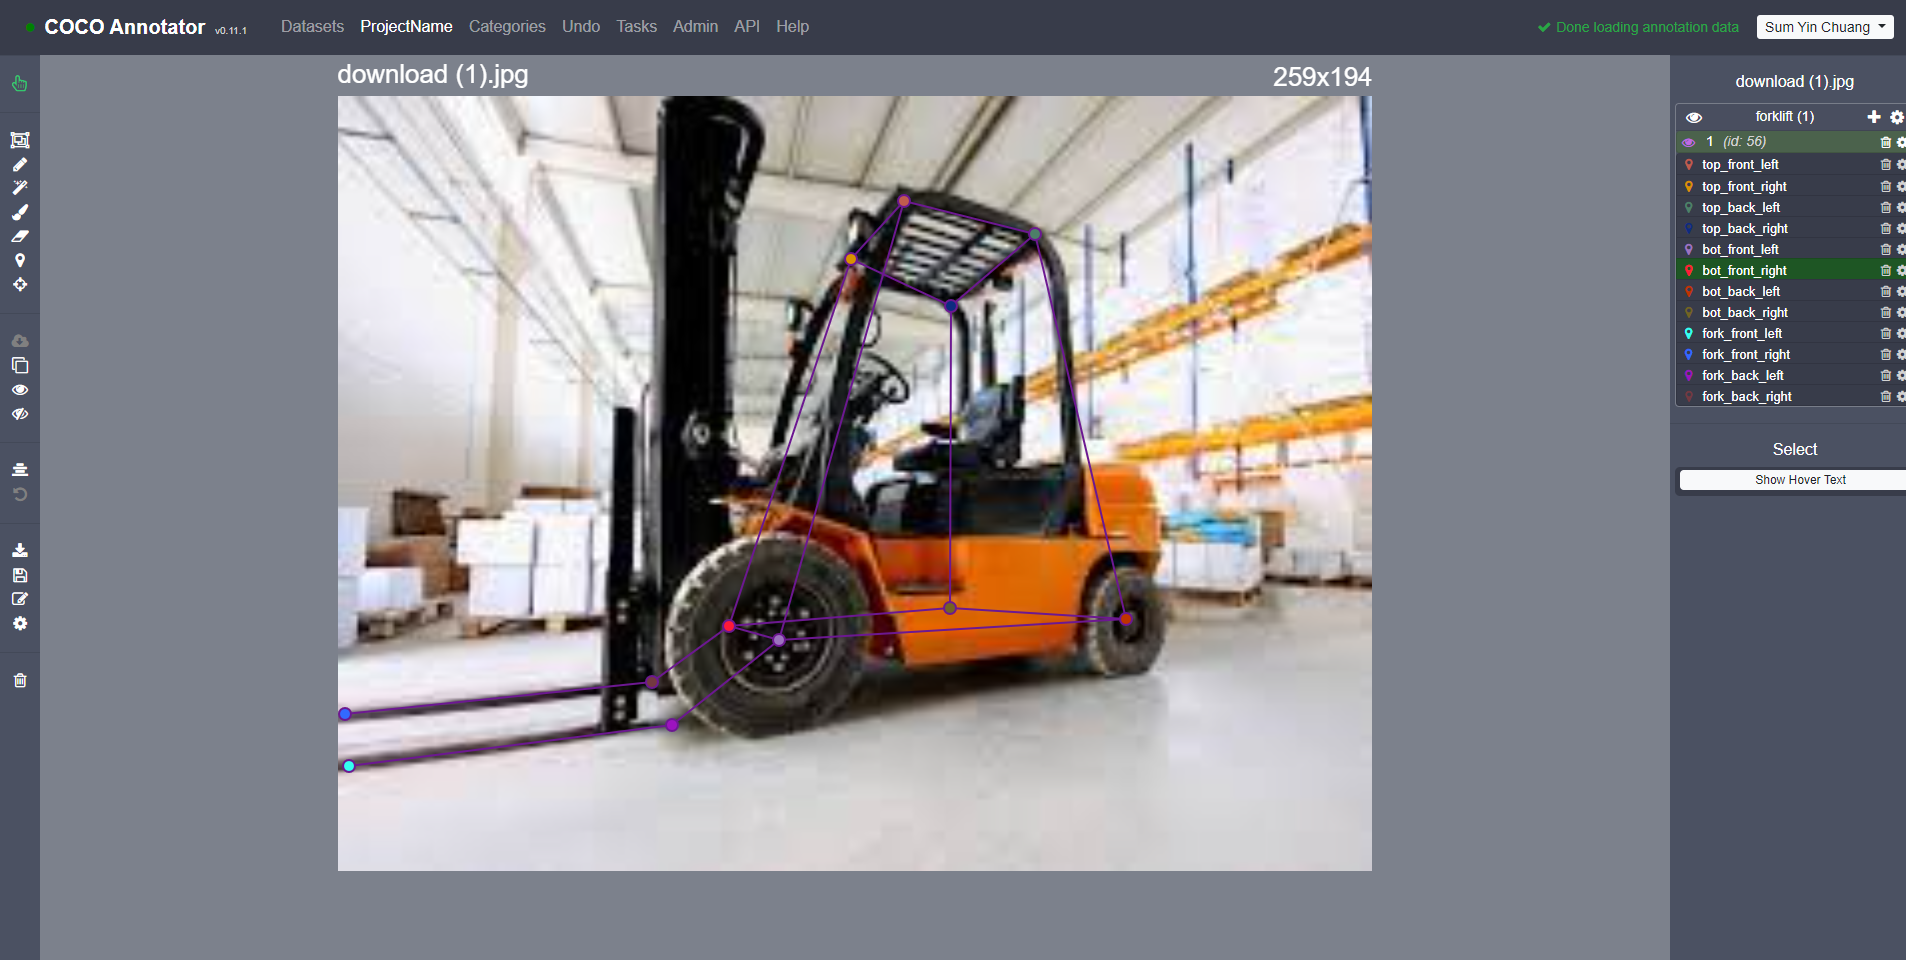 COCO Annotator v0.11.1 Datasets ProjectName Categories Undo Tasks Admin API Help Done loading annotation data Sum Yin Chuang
download (1).jpg 259x194
download (1).jpg
forklift (1)
1 (id: 56)
top_front_left
top_front_right
top_back_left
top_back_right
bot_front_left
bot_front_right
bot_back_left
bot_back_right
fork_front_left
fork_front_right
fork_back_left
fork_back_right
Select
Show Hover Text